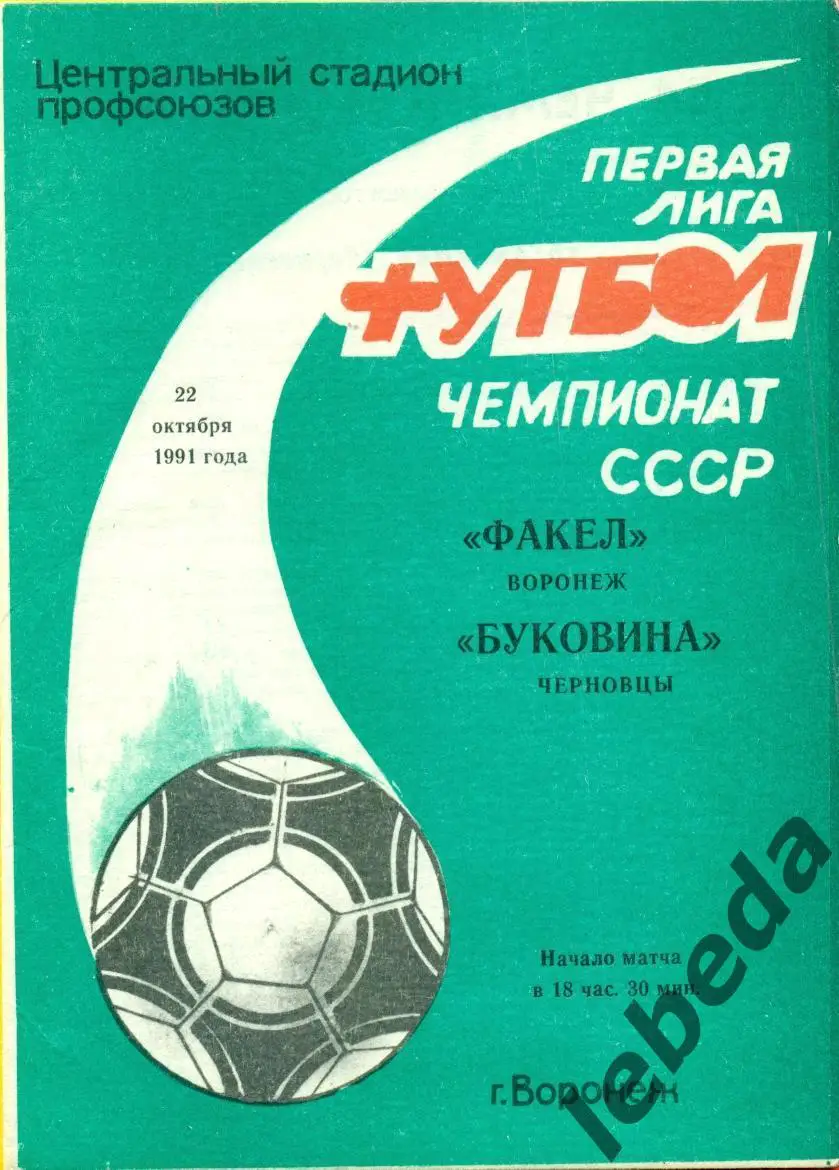 Центральный стадион
профсоюзов
ПЕРВАЯ
ЛИГА
ФУТБОЛ
ЧЕМПИОНАТ
СССР
22
октября
1991 года
«ФАКЕЛ»
ВОРОНЕЖ
«БУКОВИНА»
ЧЕРНОВЦЫ
Начало матча
в 18 час. 30 мин.
г.Воронеж
lebeda